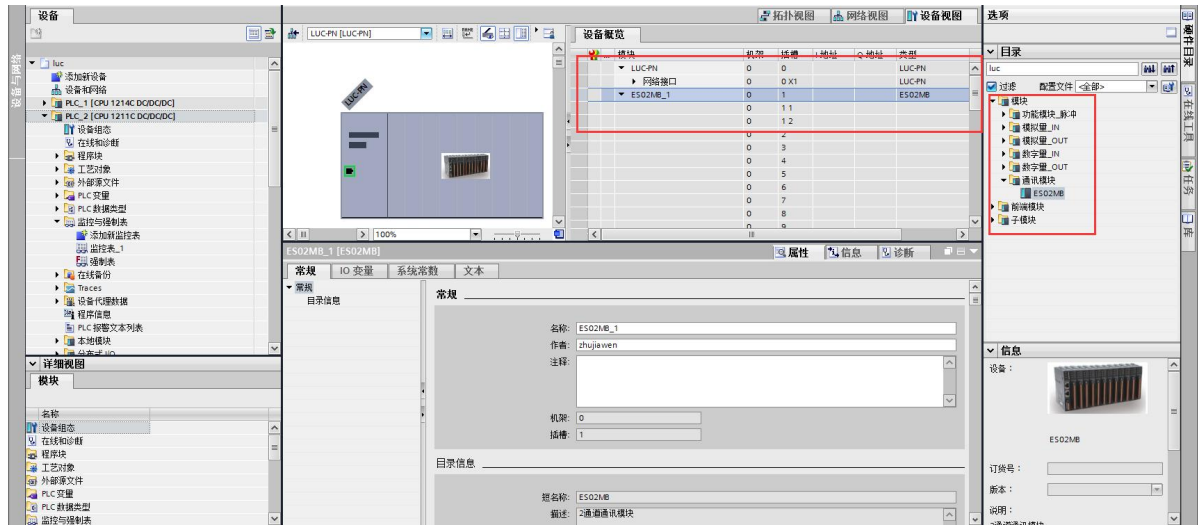 设备
luc
添加新设备
设备和网络
PLC_1 [CPU 1214C DC/DC/DC]
PLC_2 [CPU 1211C DC/DC/DC]
设备组态
在线和诊断
程序块
工艺对象
外部源文件
PLC 变量
PLC 数据类型
监控与强制表
添加新监控表
监控表_1
强制表
在线备份
Traces
设备代理数据
程序信息
PLC 报警文本列表
本地模块
分布式 I/O
详细视图
模块
名称
设备组态
在线和诊断
程序块
工艺对象
外部源文件
PLC 变量
PLC 数据类型
监控与强制表
拓扑视图 网络视图 设备视图
LUC-PN [LUC-PN]
LUC-PN
100%
设备概览
... 模块 机架 插槽 I 地址 Q 地址 类型
LUC-PN 0 0 LUC-PN
网络接口 0 0 X1 LUC-PN
ES02MB_1 0 1 ES02MB
0 1 1
0 1 2
0 2
0 3
0 4
0 5
0 6
0 7
0 8
0 9
ES02MB_1 [ES02MB]
属性 信息 诊断
常规 IO 变量 系统常数 文本
常规
目录信息
常规
名称: ES02MB_1
作者: zhujiawen
注释:
机架: 0
插槽: 1
目录信息
短名称: ES02MB
描述: 2通道通讯模块
选项
目录
luc
过滤 配置文件 <全部>
模块
功能模块_脉冲
模拟量_IN
模拟量_OUT
数字量_IN
数字量_OUT
通讯模块
ES02MB
前端模块
子模块
信息
设备:
ES02MB
订货号:
版本:
说明:
2通道通讯模块
硬件目录
在线工具
任务
库